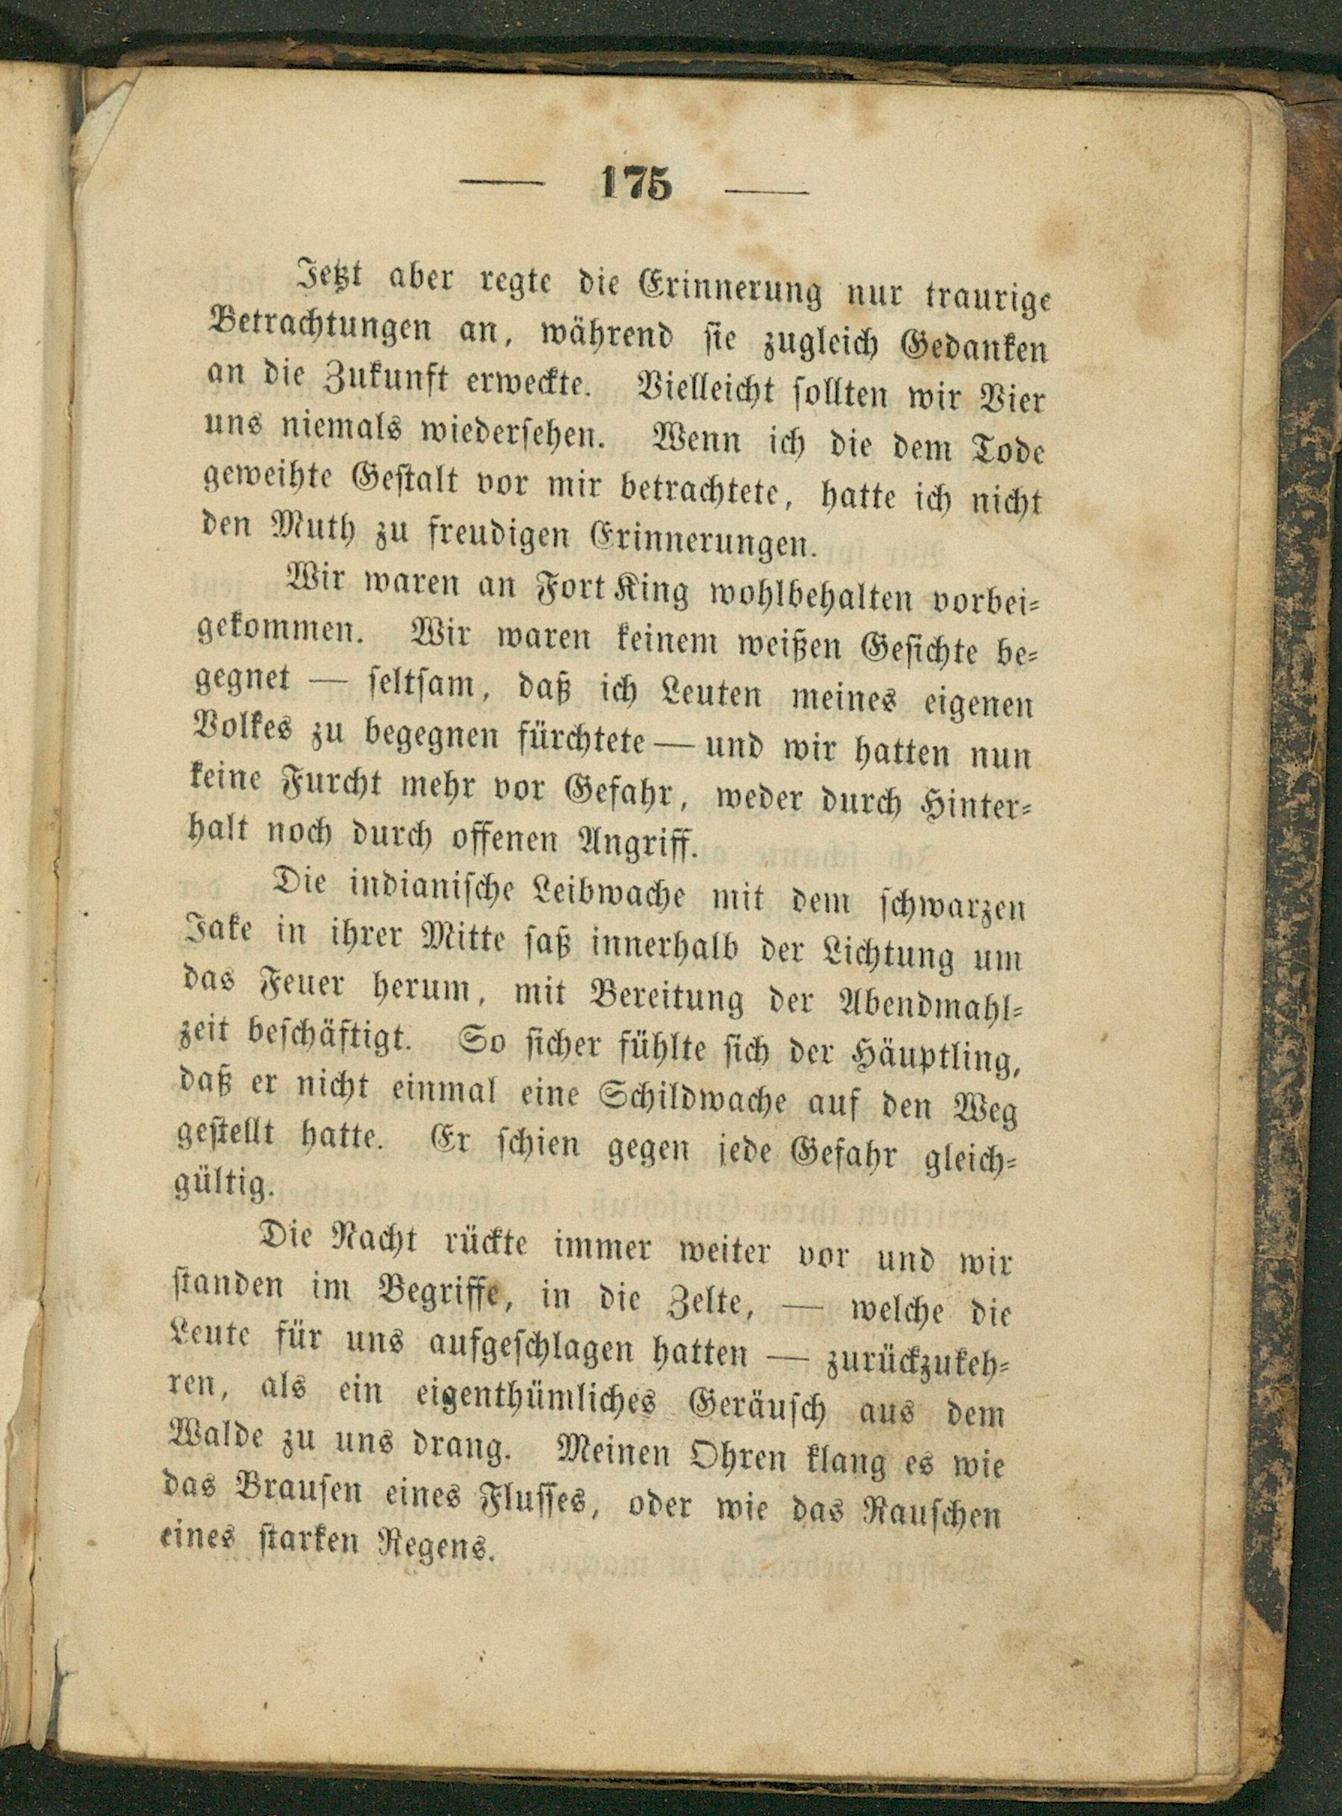 — 175 —
Jetzt aber regte die Erinnerung nur traurige
Betrachtungen an, während sie zugleich Gedanken
an die Zukunft erweckte. Vielleicht sollten wir Vier
uns niemals wiedersehen. Wenn ich die dem Tode
geweihte Gestalt vor mir betrachtete, hatte ich nicht
den Muth zu freudigen Erinnerungen.
Wir waren an Fort King wohlbehalten vorbei-
gekommen. Wir waren keinem weißen Gesichte be-
gegnet — seltsam, daß ich Leuten meines eigenen
Volkes zu begegnen fürchtete — und wir hatten nun
keine Furcht mehr vor Gefahr, weder durch Hinter-
halt noch durch offenen Angriff.
Die indianische Leibwache mit dem schwarzen
Jake in ihrer Mitte saß innerhalb der Lichtung um
das Feuer herum, mit Bereitung der Abendmahl-
zeit beschäftigt. So sicher fühlte sich der Häuptling,
daß er nicht einmal eine Schildwache auf den Weg
gestellt hatte. Er schien gegen jede Gefahr gleich-
gültig.
Die Nacht rückte immer weiter vor und wir
standen im Begriffe, in die Zelte, — welche die
Leute für uns aufgeschlagen hatten — zurückzukeh-
ren, als ein eigenthümliches Geräusch aus dem
Walde zu uns drang. Meinen Ohren klang es wie
das Brausen eines Flusses, oder wie das Rauschen
eines starken Regens.